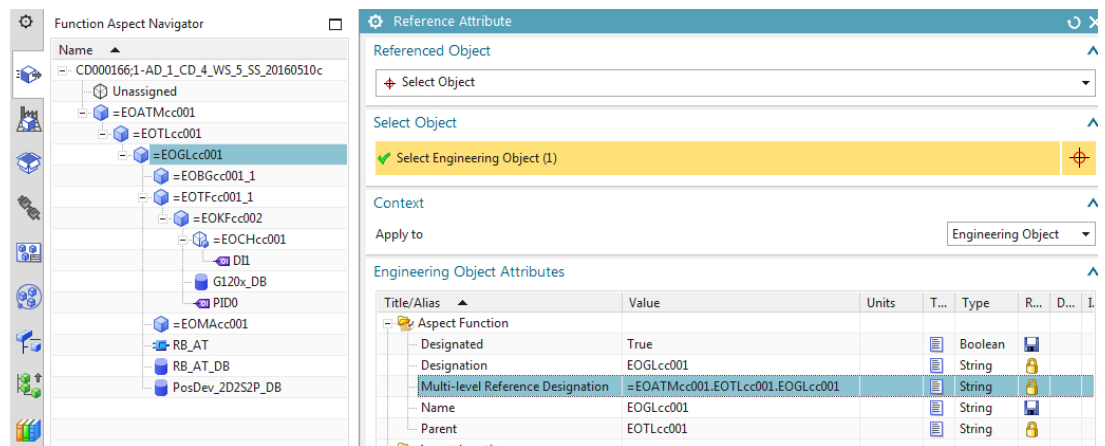 Function Aspect Navigator
Name
CD000166;1-AD_1_CD_4_WS_5_SS_20160510c
Unassigned
=EOATMcc001
=EOTLcc001
=EOGLcc001
=EOBGcc001_1
=EOTFcc001_1
=EOKFcc002
=EOCHcc001
DI1
G120x_DB
PID0
=EOMAcc001
RB_AT
RB_AT_DB
PosDev_2D2S2P_DB
Reference Attribute
Referenced Object
Select Object
Select Object
Select Engineering Object (1)
Context
Apply to Engineering Object
Engineering Object Attributes
Title/Alias Value Units T... Type R... D... I.
Aspect Function
Designated True Boolean
Designation EOGLcc001 String
Multi-level Reference Designation =EOATMcc001.EOTLcc001.EOGLcc001 String
Name EOGLcc001 String
Parent EOTLcc001 String